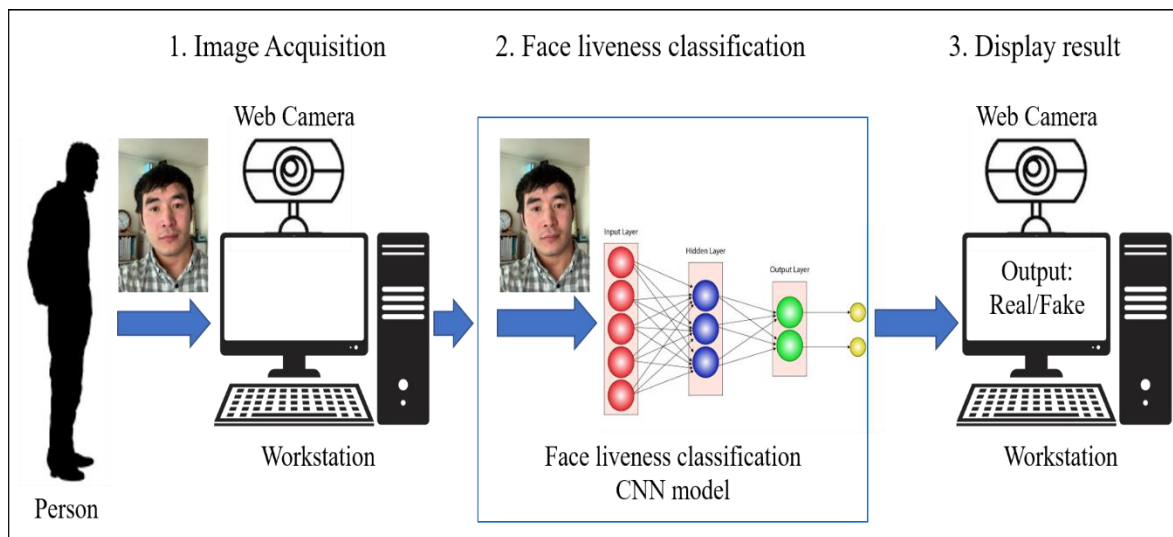 1. Image Acquisition
2. Face liveness classification
3. Display result
Web Camera
Workstation
Person
Input Layer
Hidden Layer
Output Layer
Face liveness classification
CNN model
Web Camera
Output:
Real/Fake
Workstation